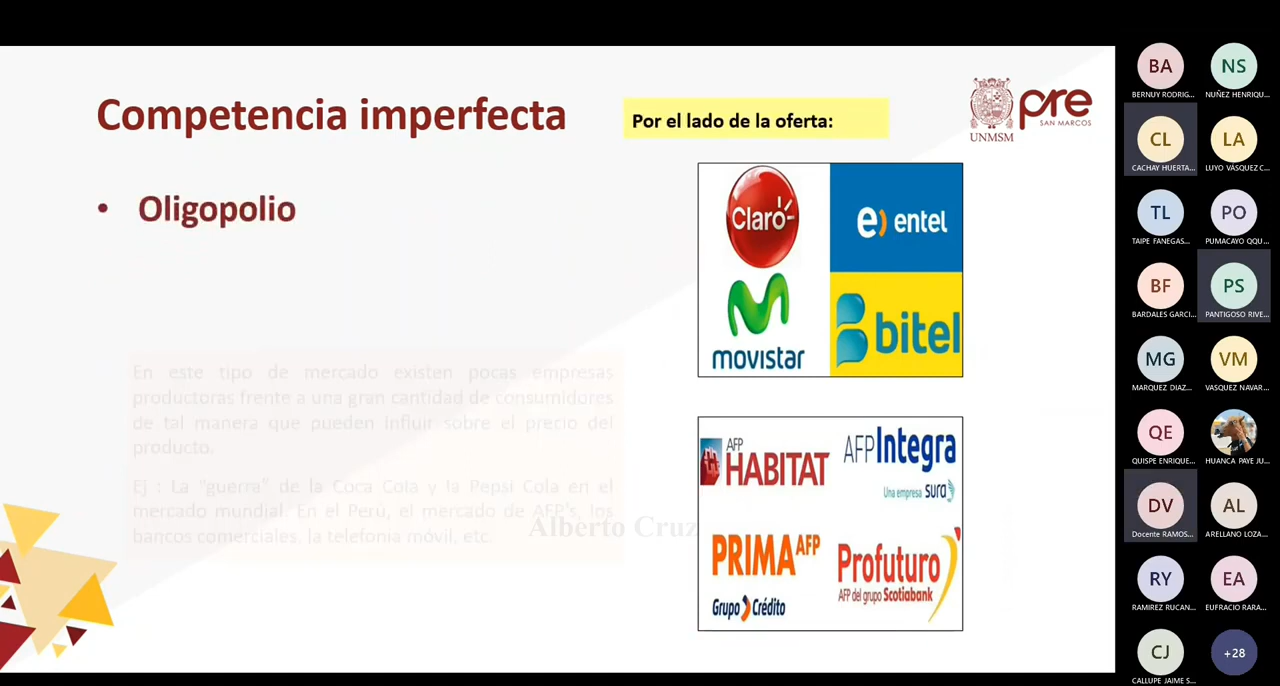 Competencia imperfecta
Por el lado de la oferta:
UNMSM
pre
SAN MARCOS
• Oligopolio
Claro
entel
movistar
bitel
En este tipo de mercado existen pocas empresas
productoras frente a una gran cantidad de consumidores
de tal manera que pueden influir sobre el precio del
producto.
Ej : La "guerra" de la Coca Cola y la Pepsi Cola en el
mercado mundial. En el Perú, el mercado de AFP's, los
bancos comerciales, la telefonía móvil, etc.
Alberto Cruz
AFP
HABITAT
AFP Integra
Una empresa sura
PRIMA AFP
Grupo Crédito
Profuturo
AFP del grupo Scotiabank
BA
BERNUY RODRIG...
NS
NUÑEZ HENRIQU...
CL
CACHAY HUERTA...
LA
LUYO VÁSQUEZ C...
TL
TAIPE FANEGAS...
PO
PUMACAYO QQU...
BF
BARDALES GARCI...
PS
PANTIGOSO RIVE...
MG
MARQUEZ DIAZ...
VM
VASQUEZ NAVAR...
QE
QUISPE ENRIQUE...
HUANCA PAYE JU...
DV
Docente RAMOS...
AL
ARELLANO LOZA...
RY
RAMIREZ RUCAN...
EA
EUFRACIO RARA...
CJ
CALLUPE JAIME S...
+28